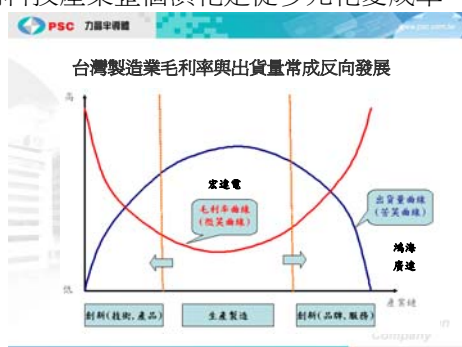 PSC 力晶半導體
台灣製造業毛利率與出貨量常成反向發展
高
宏達電
毛利率曲線
(微笑曲線)
出貨量曲線
(苦笑曲線)
鴻海
廣達
低
產業鏈
創新(技術、產品)
生產製造
創新(品牌、服務)
Company